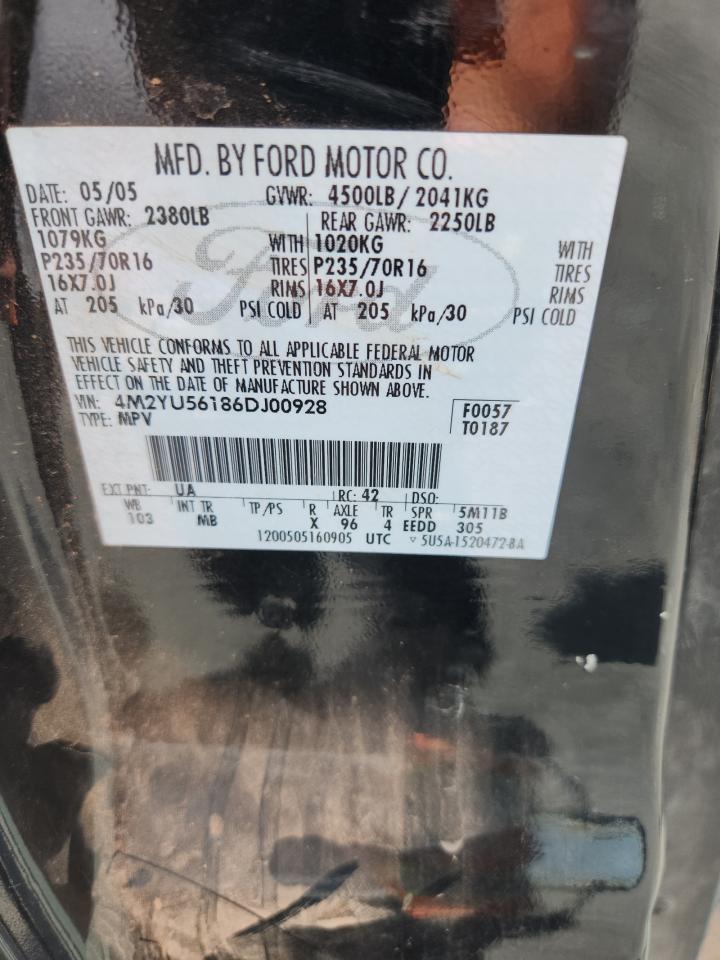 MFD. BY FORD MOTOR CO.
DATE: 05/05 GVWR: 4500LB/ 2041KG
FRONT GAWR: 2380LB REAR GAWR: 2250LB
1079KG WITH 1020KG WITH
P235/70R16 TIRES P235/70R16 TIRES
16X7.0J RIMS 16X7.0J RIMS
AT 205 kPa/30 PSI COLD AT 205 kPa/30 PSI COLD
Ford
THIS VEHICLE CONFORMS TO ALL APPLICABLE FEDERAL MOTOR
VEHICLE SAFETY AND THEFT PREVENTION STANDARDS IN
EFFECT ON THE DATE OF MANUFACTURE SHOWN ABOVE.
VIN: 4M2YU56186DJ00928 F0057
TYPE: MPV T0187
EXT PNT: UA RC: 42 DSO:
WB INT TR TP/PS R AXLE TR SPR 5M11B
103 MB X 96 4 EEDD 305
1200505160905 UTC ▽ 5U5A-1520472-BA